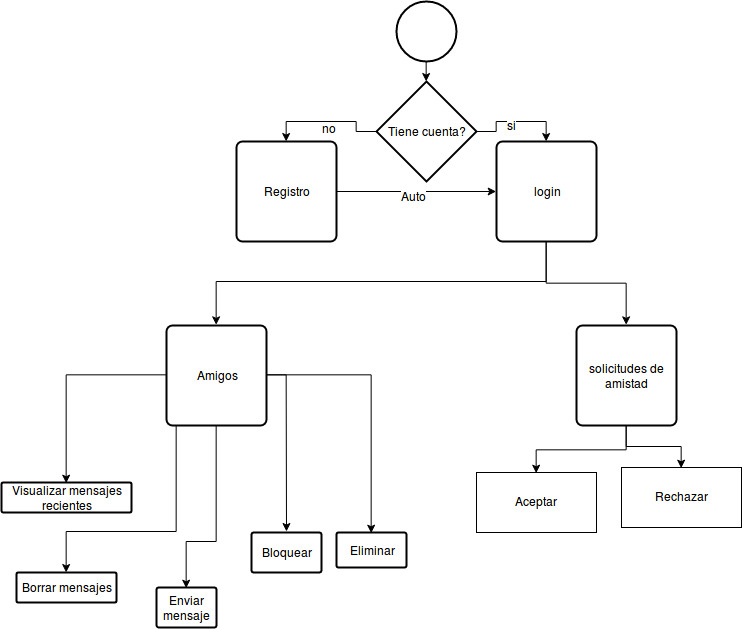 Tiene cuenta?
no
si
Registro
Auto
login
Amigos
solicitudes de
amistad
Visualizar mensajes
recientes
Aceptar
Rechazar
Bloquear
Eliminar
Borrar mensajes
Enviar
mensaje